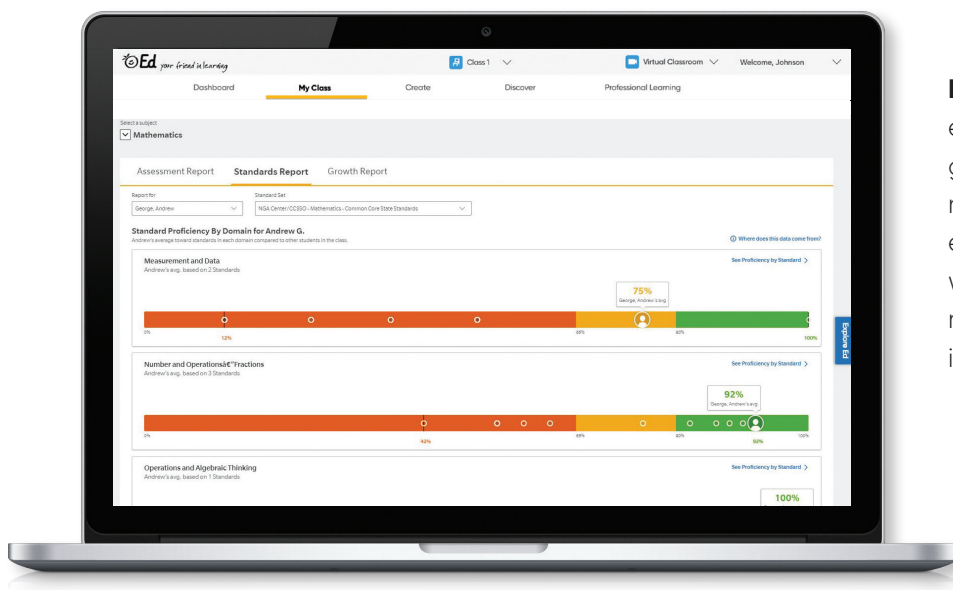 Ed your friend in learning
Class 1
Virtual Classroom
Welcome, Johnson
Dashboard
My Class
Create
Discover
Professional Learning
Select a subject
Mathematics
Assessment Report
Standards Report
Growth Report
Report for
Standard Set
George, Andrew
NGA Center/CCSSO - Mathematics - Common Core State Standards
Standard Proficiency By Domain for Andrew G.
Andrew's average toward standards in each domain compared to other students in the class.
Where does this data come from?
Measurement and Data
See Proficiency by Standard >
Andrew's avg. based on 2 Standards
75%
George, Andrew's avg
0%
12%
100%
Explore Ed
Number and Operationsâ€"Fractions
See Proficiency by Standard >
Andrew's avg. based on 3 Standards
92%
George, Andrew's avg
0%
42%
80%
100%
Operations and Algebraic Thinking
See Proficiency by Standard >
Andrew's avg. based on 1 Standards
100%